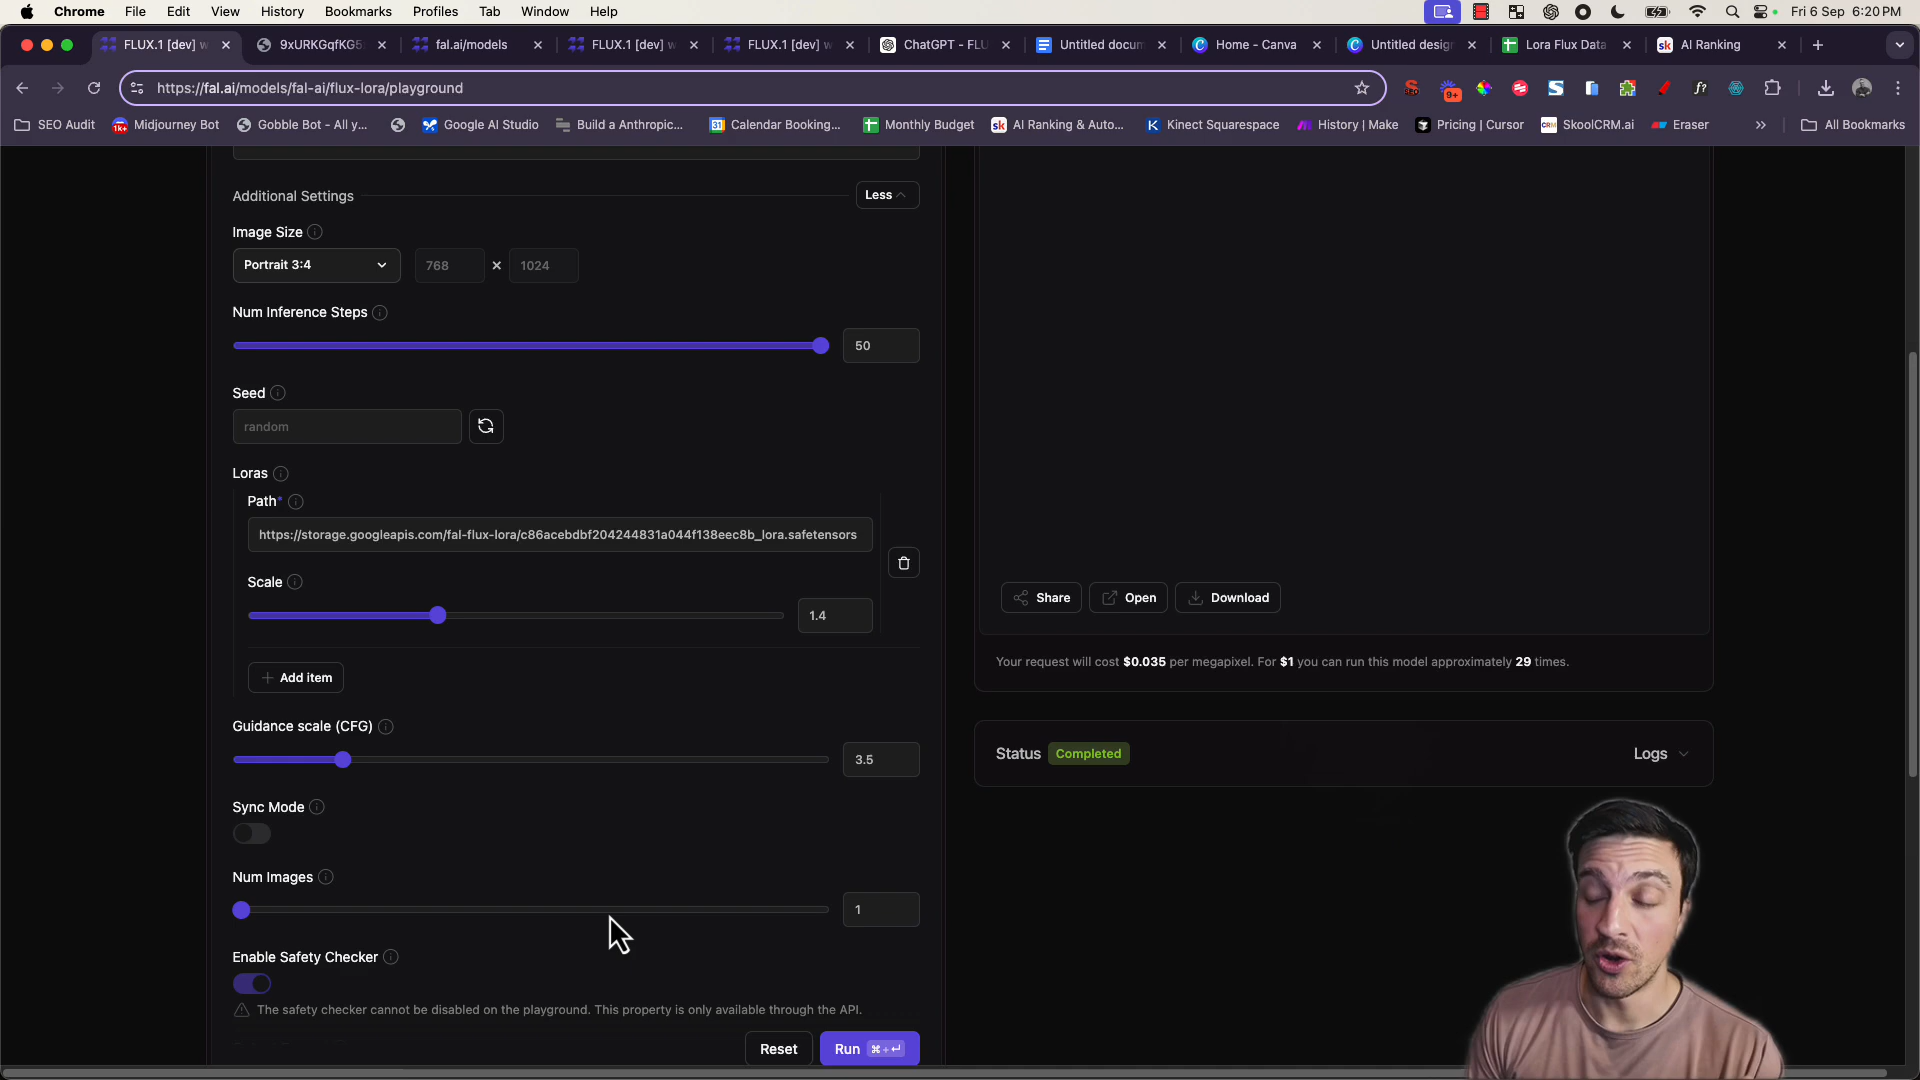 Chrome File Edit View History Bookmarks Profiles Tab Window Help Fri 6 Sep 6:20 PM
FLUX.1 [dev] w 9xURKGqfKG5 fal.ai/models FLUX.1 [dev] w FLUX.1 [dev] w ChatGPT - FLU Untitled docum Home - Canva Untitled desig Lora Flux Data AI Ranking
https://fal.ai/models/fal-ai/flux-lora/playground
SEO Audit Midjourney Bot Gobble Bot - All y... Google AI Studio Build a Anthropic... Calendar Booking... Monthly Budget AI Ranking & Auto... Kinect Squarespace History | Make Pricing | Cursor SkoolCRM.ai Eraser All Bookmarks
Additional Settings Less
Image Size
Portrait 3:4 768 × 1024
Num Inference Steps
50
Seed
random
Loras
Path*
https://storage.googleapis.com/fal-flux-lora/c86acebdbf204244831a044f138eec8b_lora.safetensors
Scale
1.4
Add item
Guidance scale (CFG)
3.5
Sync Mode
Num Images
1
Enable Safety Checker
The safety checker cannot be disabled on the playground. This property is only available through the API.
Reset Run ⌘+↵
Share Open Download
Your request will cost $0.035 per megapixel. For $1 you can run this model approximately 29 times.
Status Completed Logs